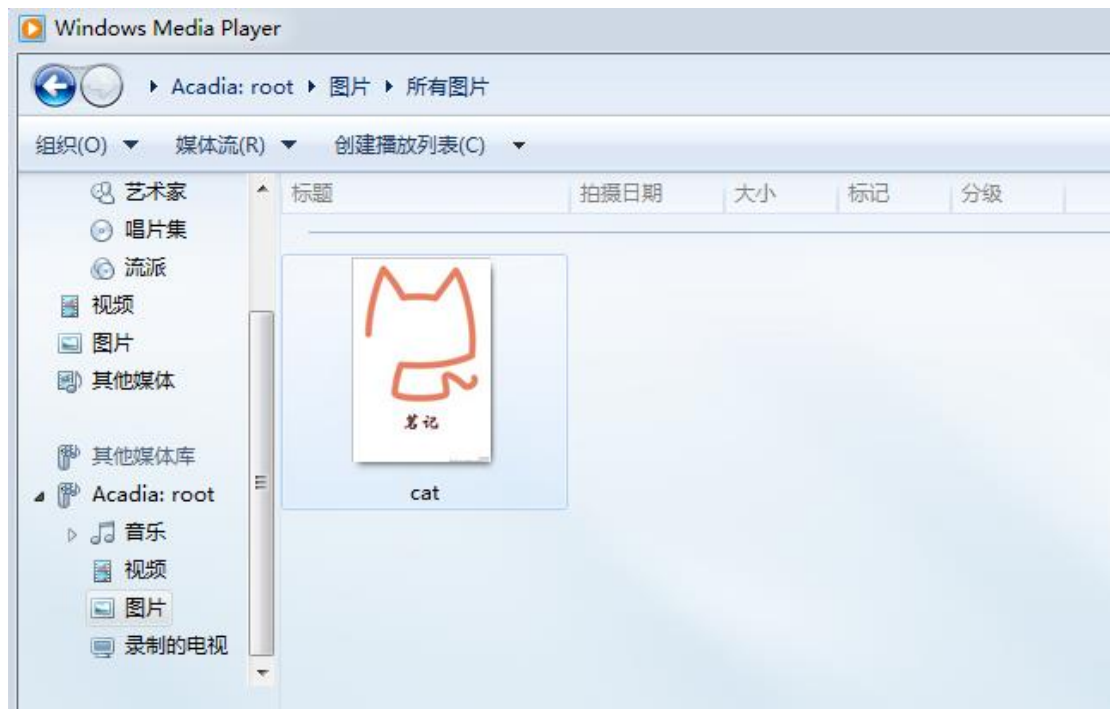 Windows Media Player
Acadia: root 图片 所有图片
组织(O) 媒体流(R) 创建播放列表(C)
标题 拍摄日期 大小 标记 分级
艺术家
唱片集
流派
视频
图片
其他媒体
其他媒体库
Acadia: root
音乐
视频
图片
录制的电视
笔记
cat